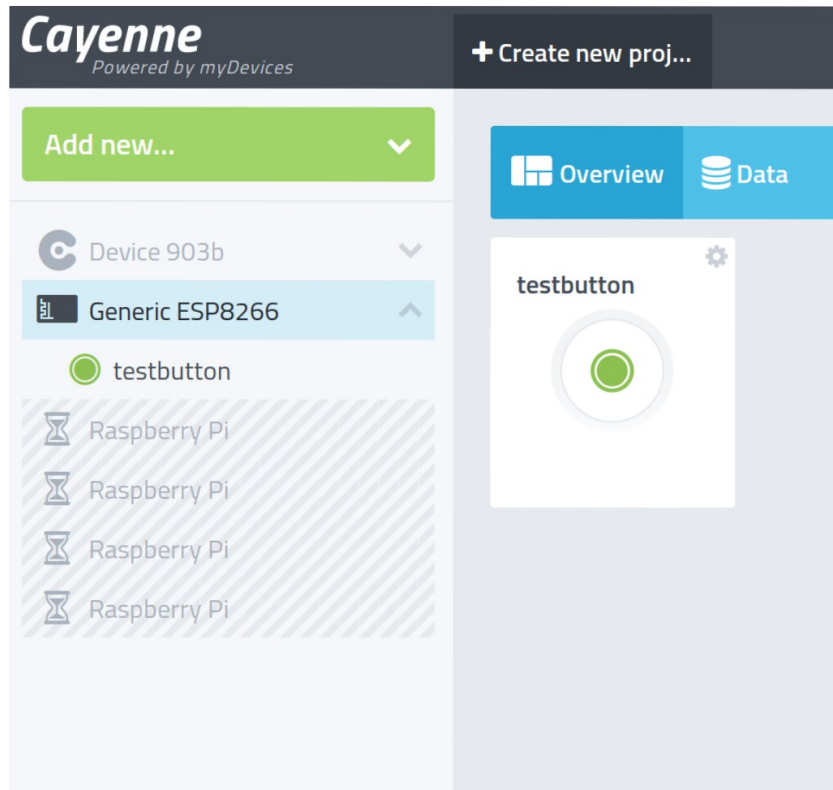 Cayenne
Powered by myDevices
Create new proj...
Add new...
Overview
Data
Device 903b
Generic ESP8266
testbutton
Raspberry Pi
Raspberry Pi
Raspberry Pi
Raspberry Pi
testbutton